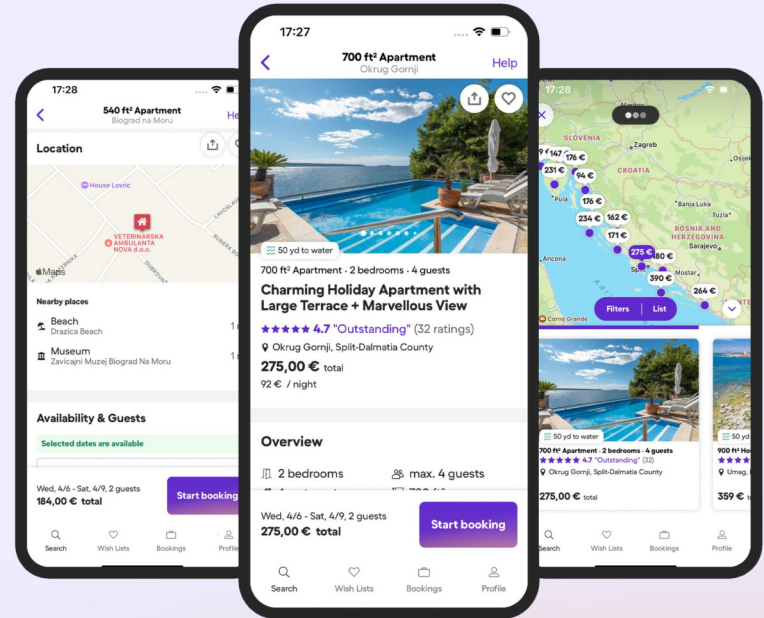 17:28
540 ft² Apartment
Biograd na Moru
Location
House Lovric
VETERINARSKA
AMBULANTA
NOVA d.o.o.
Maps
Nearby places
Beach
Drazica Beach
Museum
Zavicajni Muzej Biograd Na Moru
Availability & Guests
Selected dates are available
Wed, 4/6 - Sat, 4/9, 2 guests
184,00 € total
Start booking
Search
Wish Lists
Bookings
Profile
17:27
700 ft² Apartment
Okrug Gornji
Help
50 yd to water
700 ft² Apartment · 2 bedrooms · 4 guests
Charming Holiday Apartment with
Large Terrace + Marvellous View
4.7 "Outstanding" (32 ratings)
Okrug Gornji, Split-Dalmatia County
275,00 € total
92 € / night
Overview
2 bedrooms
max. 4 guests
Wed, 4/6 - Sat, 4/9, 2 guests
275,00 € total
Start booking
Search
Wish Lists
Bookings
Profile
17:28
Maribor
SLOVENIA
Zagreb
147 €
176 €
231 €
94 €
CROATIA
Osijek
Pula
176 €
Banja Luka
Tuzla
234 €
162 €
171 €
BOSNIA AND
HERZEGOVINA
Sarajevo
Ancona
275 €
Split
Mostar
390 €
264 €
Corno Grande
Filters
List
50 yd to water
700 ft² Apartment · 2 bedrooms · 4 guests
4.7 "Outstanding" (32)
Okrug Gornji, Split-Dalmatia County
275,00 € total
50 yd
900 ft²
Umag,
359 €
Search
Wish Lists
Bookings
Profile